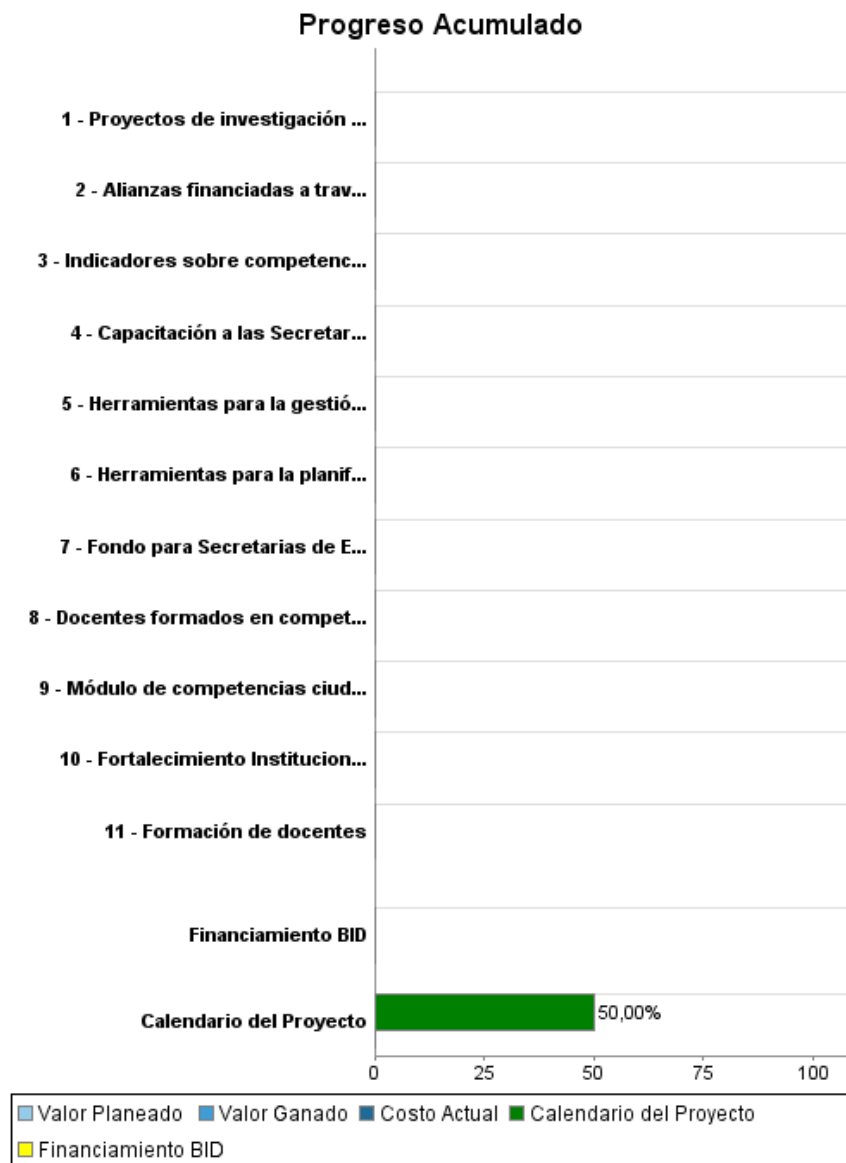 Progreso Acumulado
1 - Proyectos de investigación ...
2 - Alianzas financiadas a trav...
3 - Indicadores sobre competenc...
4 - Capacitación a las Secretar...
5 - Herramientas para la gestió...
6 - Herramientas para la planif...
7 - Fondo para Secretarias de E...
8 - Docentes formados en compet...
9 - Módulo de competencias ciud...
10 - Fortalecimiento Institucion...
11 - Formación de docentes
Financiamiento BID
Calendario del Proyecto 50,00%
0 25 50 75 100
Valor Planeado Valor Ganado Costo Actual Calendario del Proyecto
Financiamiento BID